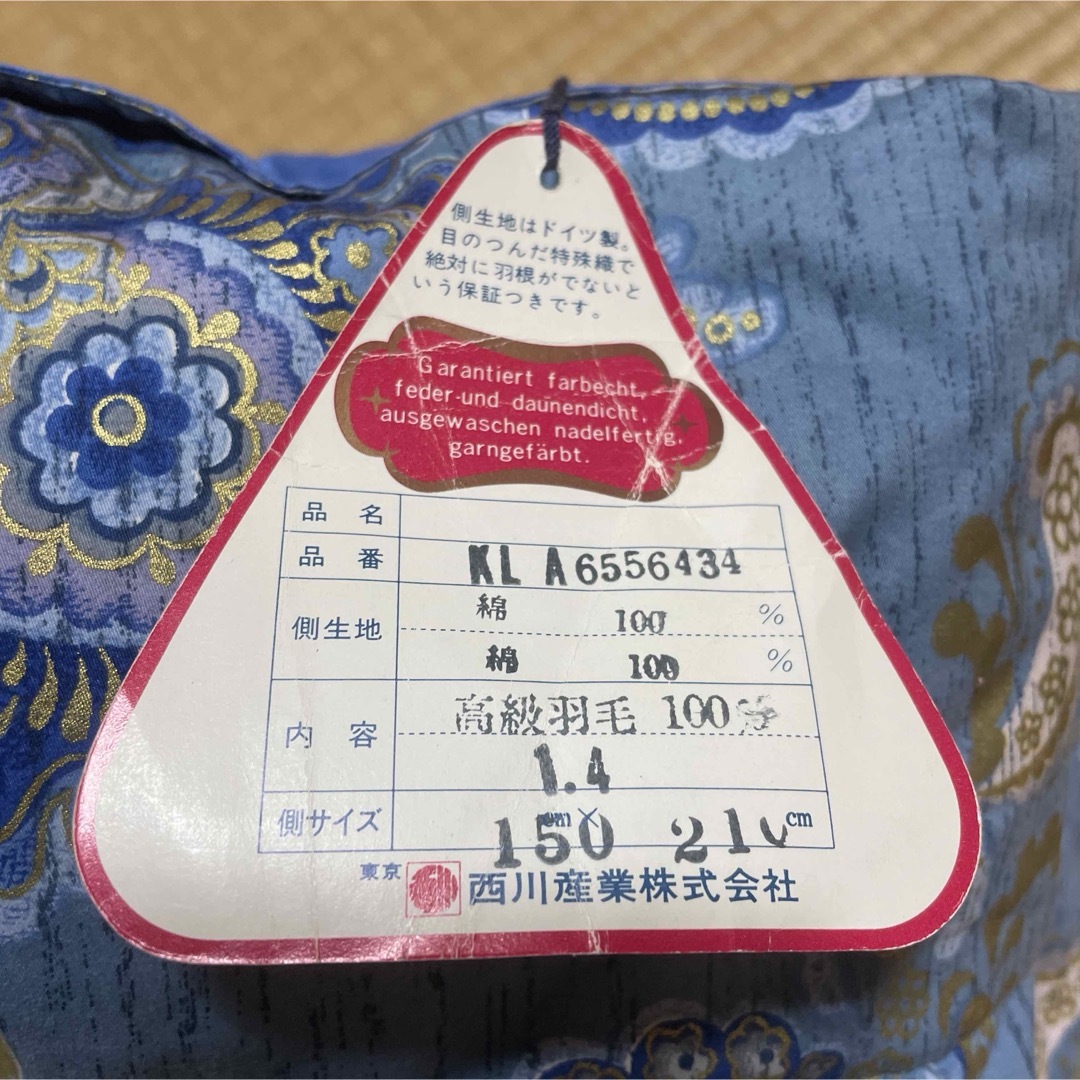 側生地はドイツ製。
目のつんだ特殊織で
絶対に羽根がでないと
いう保証つきです。
Garantiert farbecht,
feder-und daunendicht,
ausgewaschen nadelfertig,
garngefärbt.
品 名
品 番 KL A6556434
側生地 綿 100 %
綿 100 %
内 容 高級羽毛 100%
1.4
側サイズ 150 cm × 210 cm
東京 西川産業株式会社